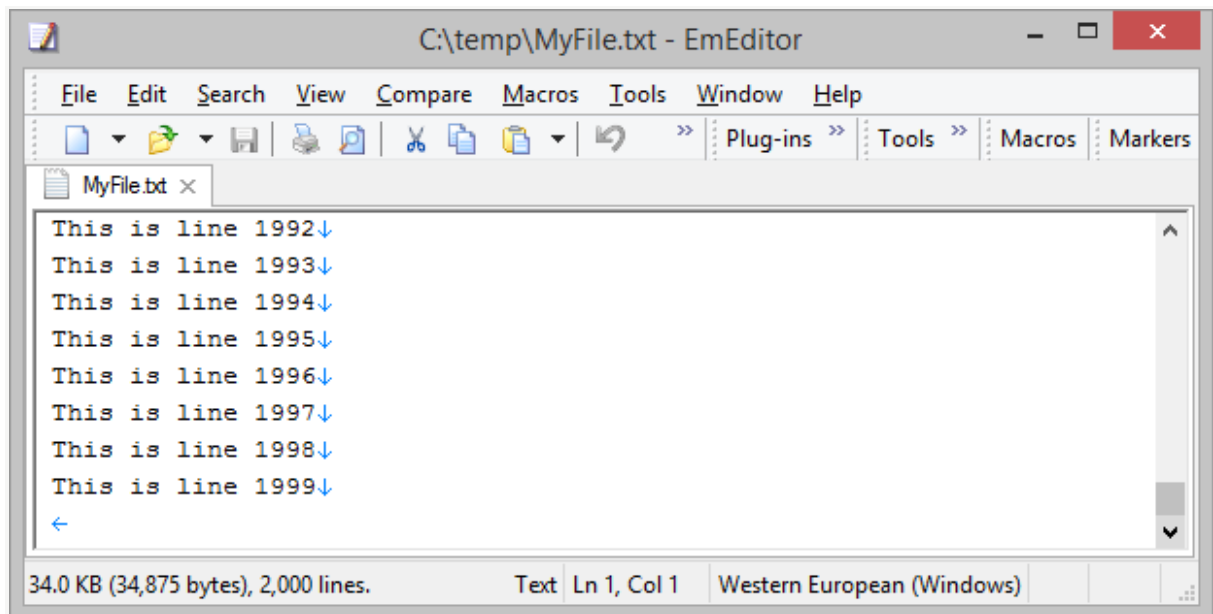 C:\temp\MyFile.txt - EmEditor
File Edit Search View Compare Macros Tools Window Help
Plug-ins » Tools » Macros Markers
MyFile.txt
This is line 1992↓
This is line 1993↓
This is line 1994↓
This is line 1995↓
This is line 1996↓
This is line 1997↓
This is line 1998↓
This is line 1999↓
←
34.0 KB (34,875 bytes), 2,000 lines. Text Ln 1, Col 1 Western European (Windows)